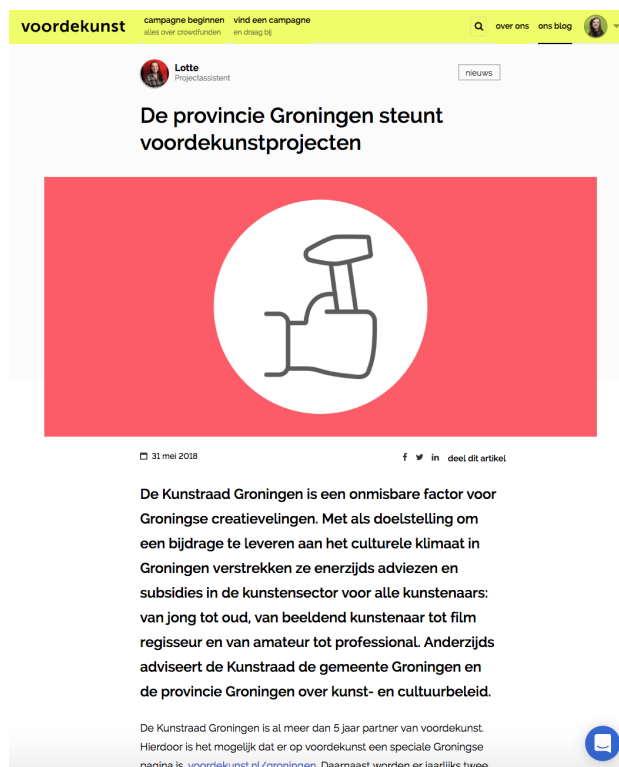 voordekunst
campagne beginnen
alles over crowdfunden
vind een campagne
en draag bij
over ons
ons blog
Lotte
Projectassistent
nieuws
De provincie Groningen steunt
voordekunstprojecten
31 mei 2018
deel dit artikel
De Kunstraad Groningen is een onmisbare factor voor
Groningse creatievelingen. Met als doelstelling om
een bijdrage te leveren aan het culturele klimaat in
Groningen verstrekken ze enerzijds adviezen en
subsidies in de kunstensector voor alle kunstenaars:
van jong tot oud, van beeldend kunstenaar tot film
regisseur en van amateur tot professional. Anderzijds
adviseert de Kunstraad de gemeente Groningen en
de provincie Groningen over kunst- en cultuurbeleid.
De Kunstraad Groningen is al meer dan 5 jaar partner van voordekunst.
Hierdoor is het mogelijk dat er op voordekunst een speciale Groningse
pagina is, voordekunst.nl/groningen. Daarnaast worden er jaarlijks twee